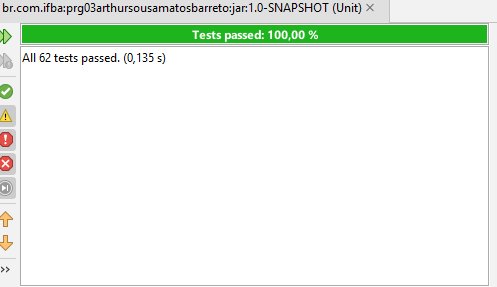 br.com.ifba:prg03arthursousamatosbarreto:jar:1.0-SNAPSHOT (Unit)
Tests passed: 100,00 %
All 62 tests passed. (0,135 s)